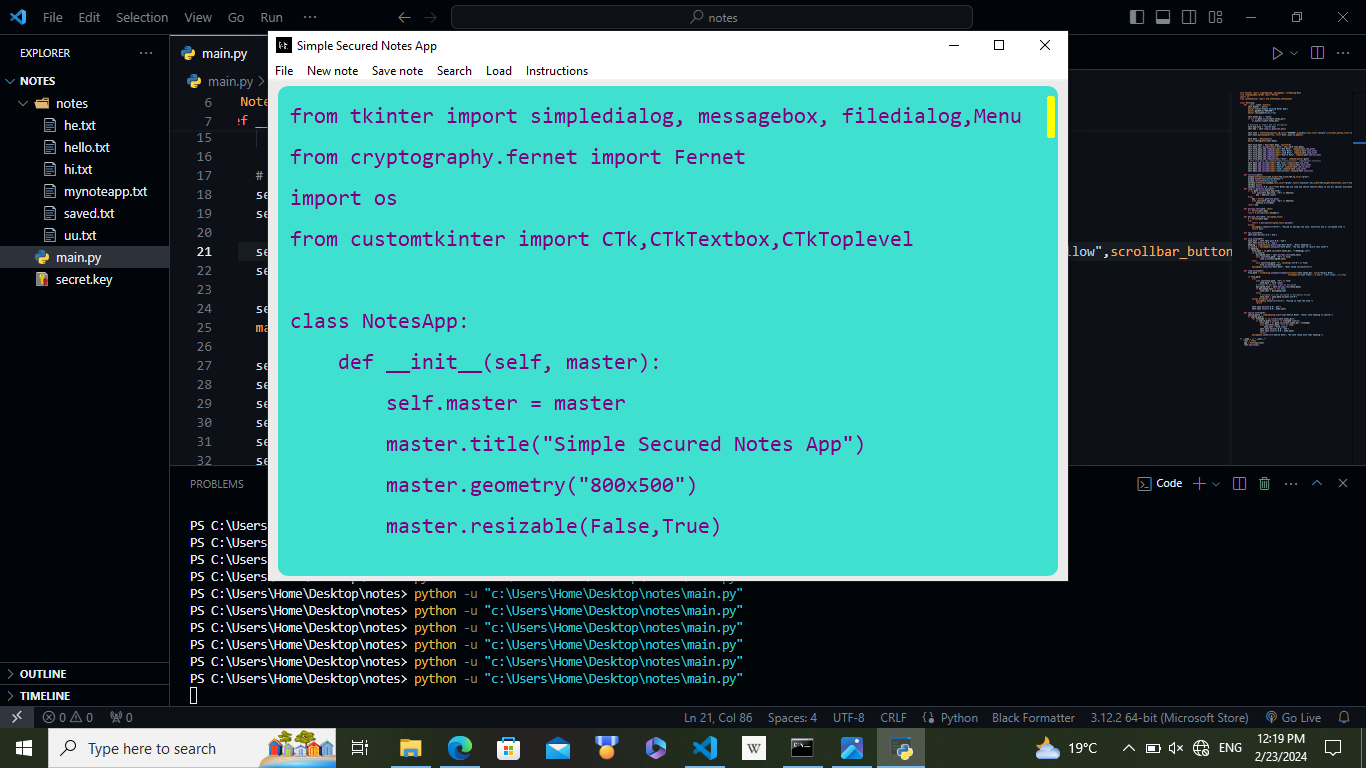 File Edit Selection View Go Run ··· notes
EXPLORER ···
NOTES
notes
he.txt
hello.txt
hi.txt
mynoteapp.txt
saved.txt
uu.txt
main.py
secret.key
OUTLINE
TIMELINE
main.py
main.py >
6 Note
7 ef __
15
16
17 #
18 se
19 se
20
21 se llow",scrollbar_button
22 se
23
24 se
25 ma
26
27 se
28 se
29 se
30 se
31 se
32 se
Simple Secured Notes App
File New note Save note Search Load Instructions
from tkinter import simpledialog, messagebox, filedialog,Menu
from cryptography.fernet import Fernet
import os
from customtkinter import CTk,CTkTextbox,CTkToplevel
class NotesApp:
def __init__(self, master):
self.master = master
master.title("Simple Secured Notes App")
master.geometry("800x500")
master.resizable(False,True)
PROBLEMS
Code
PS C:\Users
PS C:\Users
PS C:\Users
PS C:\Users\Home\Desktop\notes> python -u "c:\Users\Home\Desktop\notes\main.py"
PS C:\Users\Home\Desktop\notes> python -u "c:\Users\Home\Desktop\notes\main.py"
PS C:\Users\Home\Desktop\notes> python -u "c:\Users\Home\Desktop\notes\main.py"
PS C:\Users\Home\Desktop\notes> python -u "c:\Users\Home\Desktop\notes\main.py"
PS C:\Users\Home\Desktop\notes> python -u "c:\Users\Home\Desktop\notes\main.py"
PS C:\Users\Home\Desktop\notes> python -u "c:\Users\Home\Desktop\notes\main.py"
PS C:\Users\Home\Desktop\notes> python -u "c:\Users\Home\Desktop\notes\main.py"
0 0 0 Ln 21, Col 86 Spaces: 4 UTF-8 CRLF Python Black Formatter 3.12.2 64-bit (Microsoft Store) Go Live
Type here to search W 19°C ENG 12:19 PM
2/23/2024